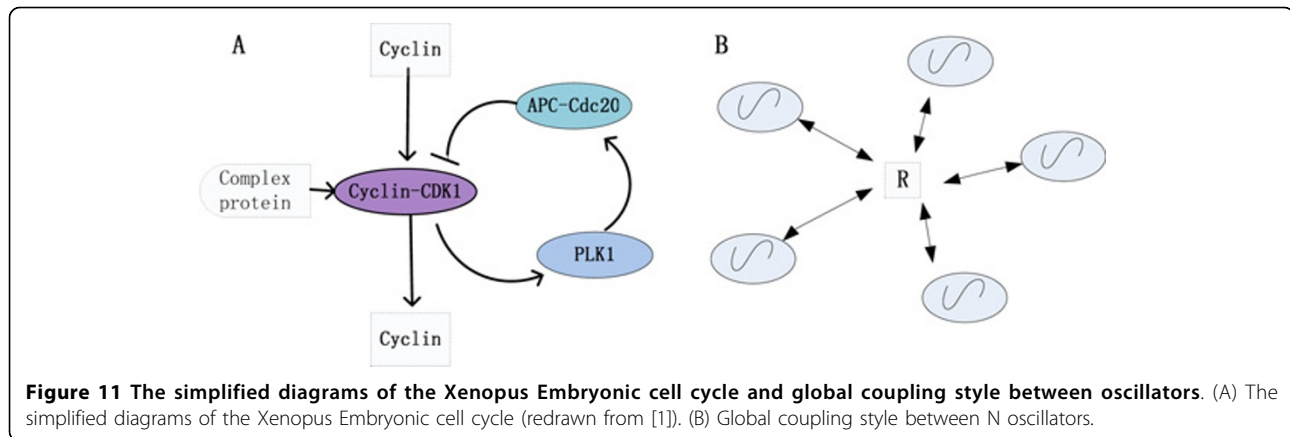 A
Cyclin
APC-Cdc20
Complex
protein
Cyclin-CDK1
PLK1
Cyclin
B
R
Figure 11 The simplified diagrams of the Xenopus Embryonic cell cycle and global coupling style between oscillators. (A) The
simplified diagrams of the Xenopus Embryonic cell cycle (redrawn from [1]). (B) Global coupling style between N oscillators.